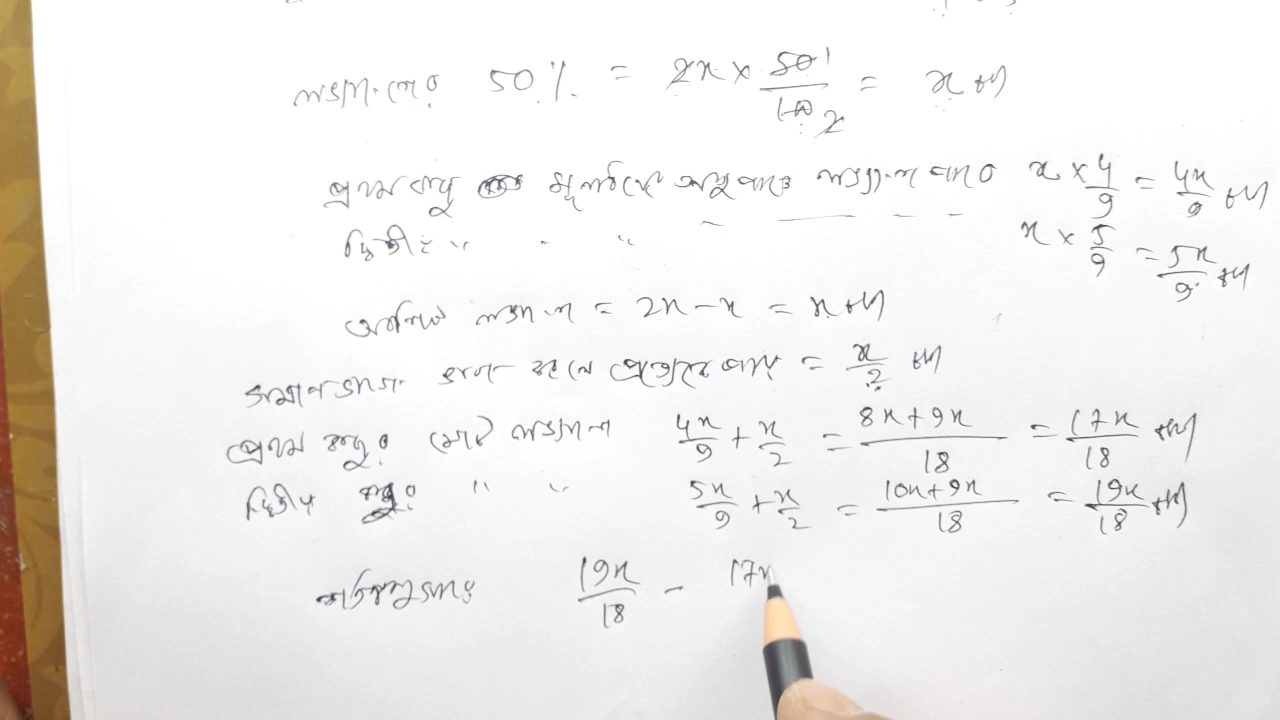 লভ্যাংশের 50% = 2x × 50/100 = x টাকা
প্রথম বন্ধু মূলধনের অনুপাতে লভ্যাংশ পাবে x × 4/9 = 4x/9 টাকা
দ্বিতীয় " " " x × 5/9 = 5x/9 টাকা
অবশিষ্ট লভ্যাংশ = 2x - x = x টাকা
সমানভাগে ভাগ হলে প্রত্যেকে পায় = x/2 টাকা
প্রথম বন্ধুর মোট লভ্যাংশ 4x/9 + x/2 = 8x+9x/18 = 17x/18 টাকা
দ্বিতীয় বন্ধুর " " 5x/9 + x/2 = 10x+9x/18 = 19x/18 টাকা
শর্তানুসারে 19x/18 - 17x